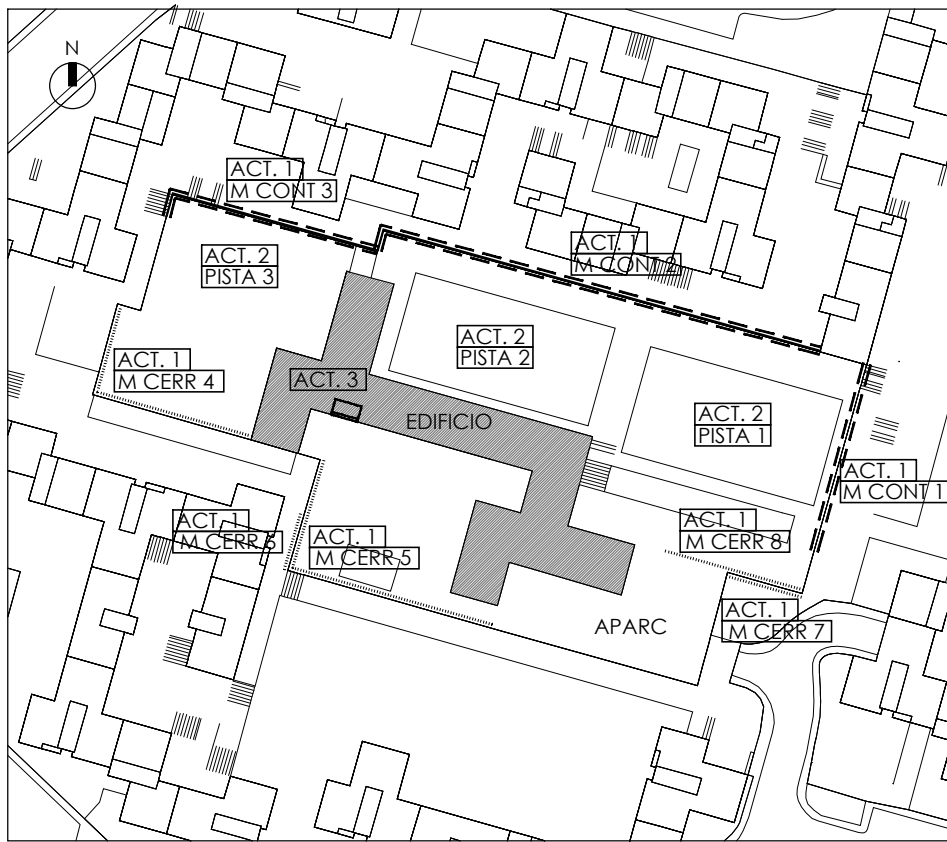 N
ACT. 1
M CONT 3
ACT. 2
PISTA 3
ACT. 1
M CONT 2
ACT. 2
PISTA 2
ACT. 1
M CERR 4
ACT. 3
EDIFICIO
ACT. 2
PISTA 1
ACT. 1
M CONT 1
ACT. 1
M CERR 6
ACT. 1
M CERR 5
ACT. 1
M CERR 8
ACT. 1
M CERR 7
APARC